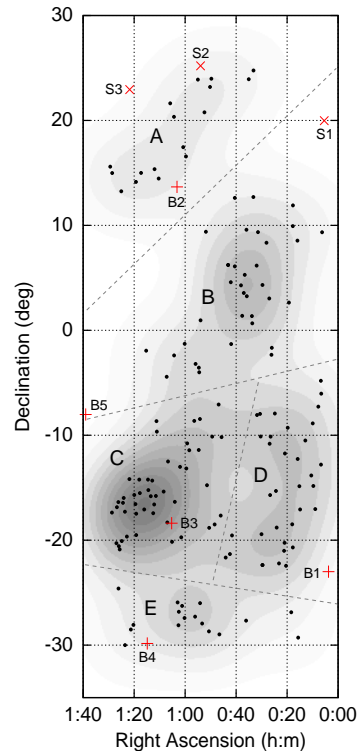 30
S2
S3
20
A
S1
B2
10
B
Declination (deg)
0
B5
-10
C
D
B3
-20
B1
E
B4
-30
1:40 1:20 1:00 0:40 0:20 0:00
Right Ascension (h:m)